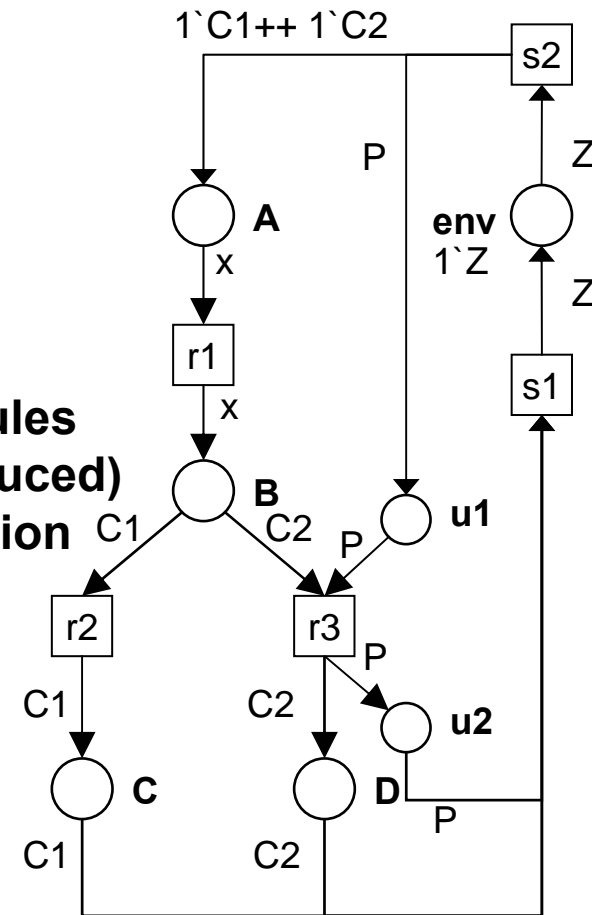 1`C1++ 1`C2
s2
P
Z
A
env
1`Z
x
Z
r1
s1
x
ules
uced)
ion
B
u1
C1
C2
P
r2
r3
P
C1
C2
u2
C
D
P
C1
C2